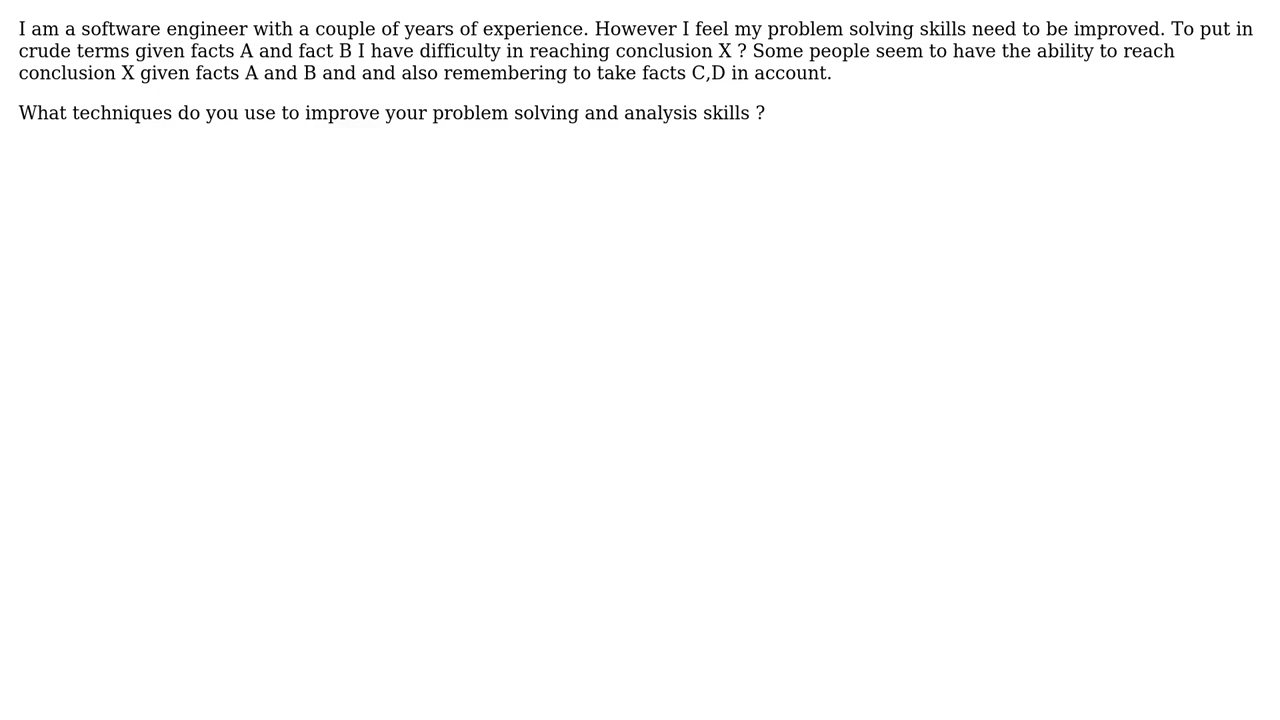 I am a software engineer with a couple of years of experience. However I feel my problem solving skills need to be improved. To put in
crude terms given facts A and fact B I have difficulty in reaching conclusion X ? Some people seem to have the ability to reach
conclusion X given facts A and B and and also remembering to take facts C,D in account.
What techniques do you use to improve your problem solving and analysis skills ?